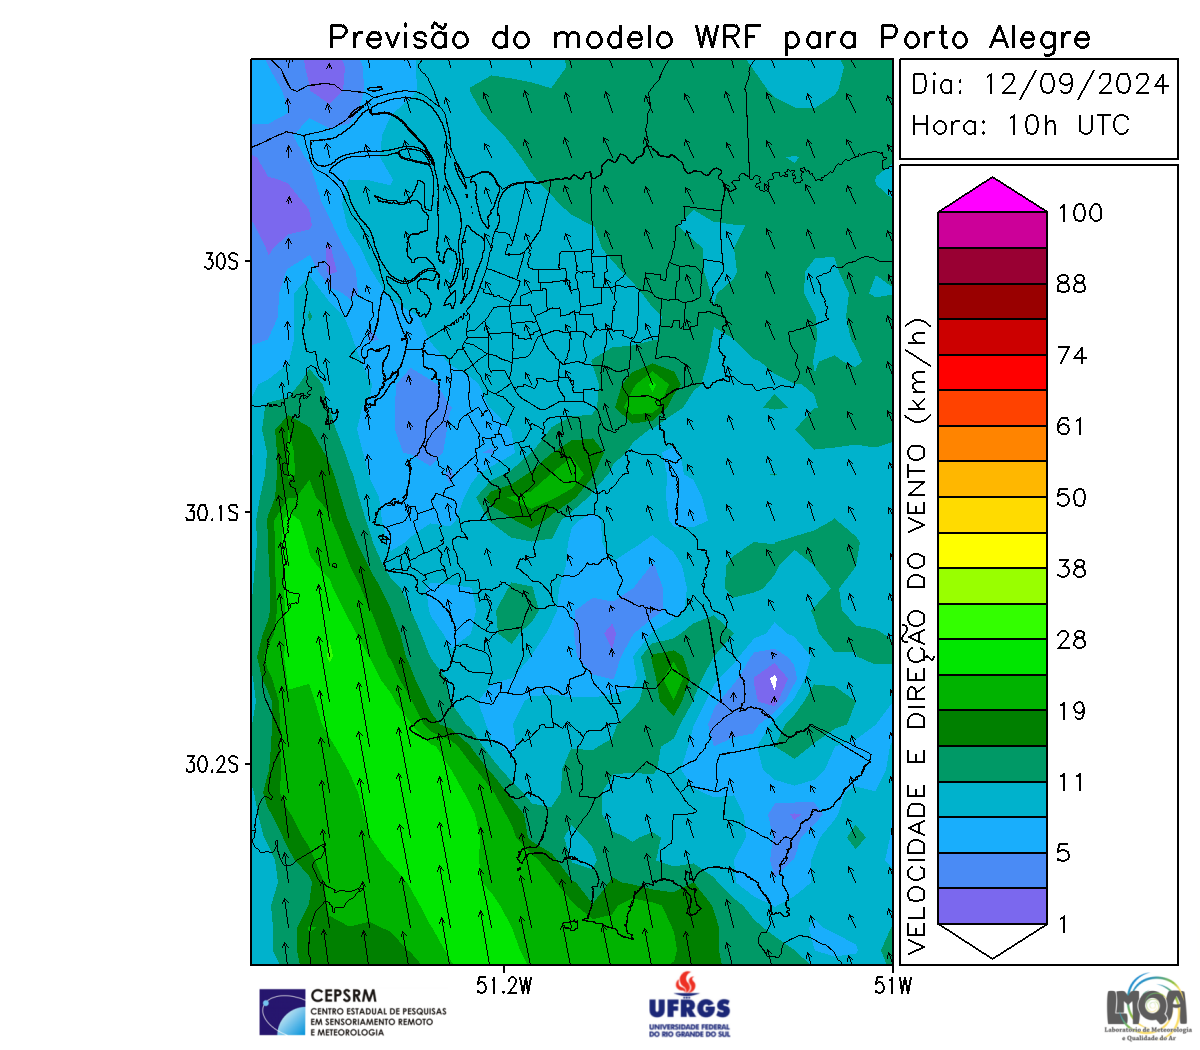 Previsão do modelo WRF para Porto Alegre
Dia: 12/09/2024
Hora: 10h UTC
30S
30.1S
30.2S
51.2W
51W
VELOCIDADE E DIREÇÃO DO VENTO (km/h)
100
88
74
61
50
38
28
19
11
5
1
CEPSRM
CENTRO ESTADUAL DE PESQUISAS
EM SENSORIAMENTO REMOTO
E METEOROLOGIA
UFRGS
UNIVERSIDADE FEDERAL
DO RIO GRANDE DO SUL
LMQA
Laboratório de Meteorologia
e Qualidade do Ar